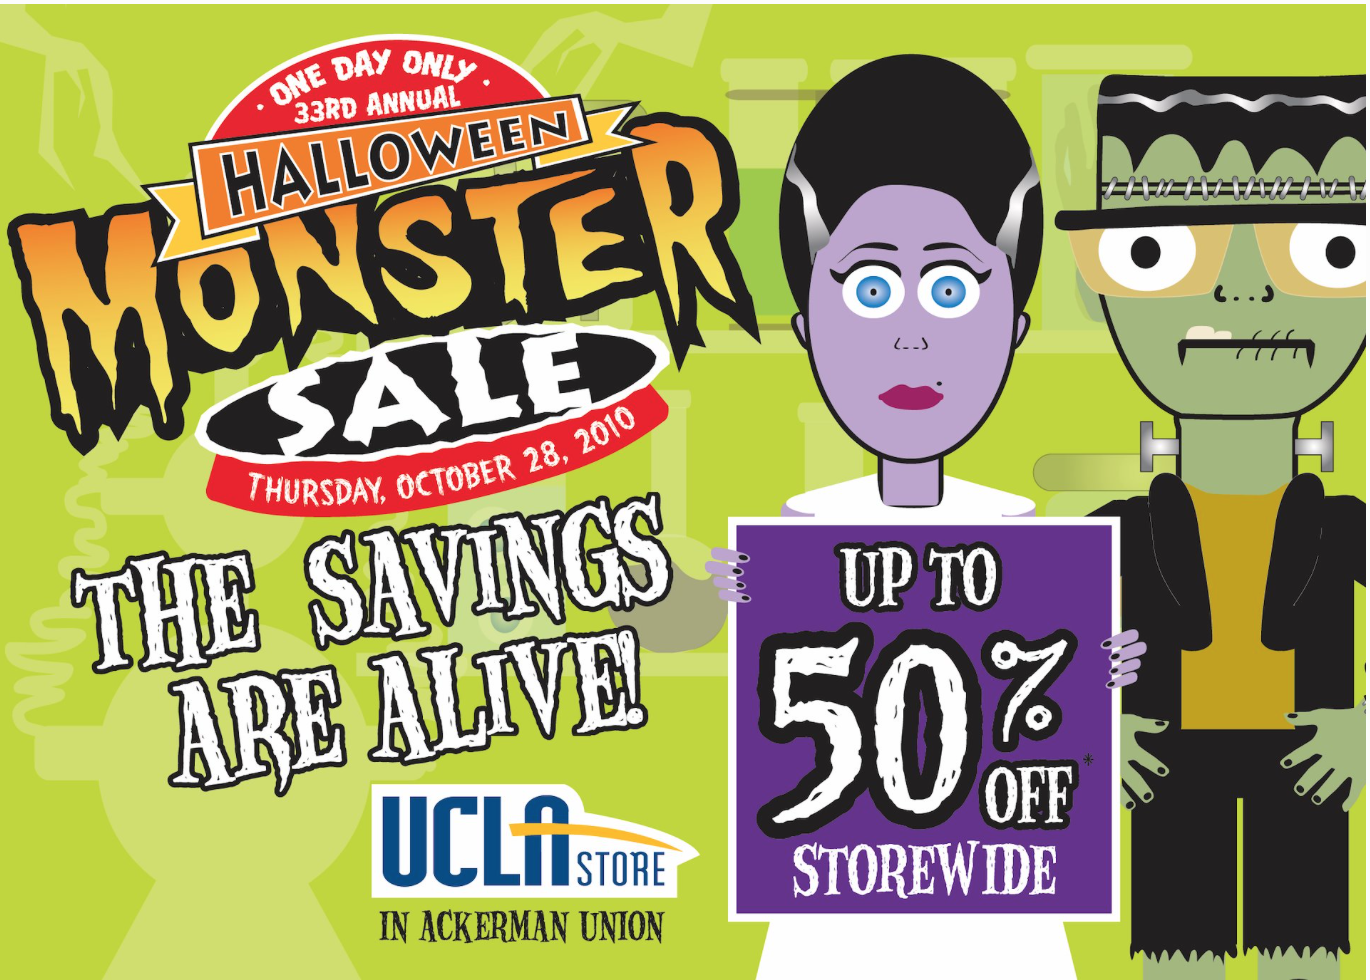 · ONE DAY ONLY ·
33RD ANNUAL
HALLOWEEN
MONSTER
SALE
THURSDAY, OCTOBER 28, 2010
THE SAVINGS
ARE ALIVE!
UCLA STORE
IN ACKERMAN UNION
UP TO
50%
OFF*
STOREWIDE